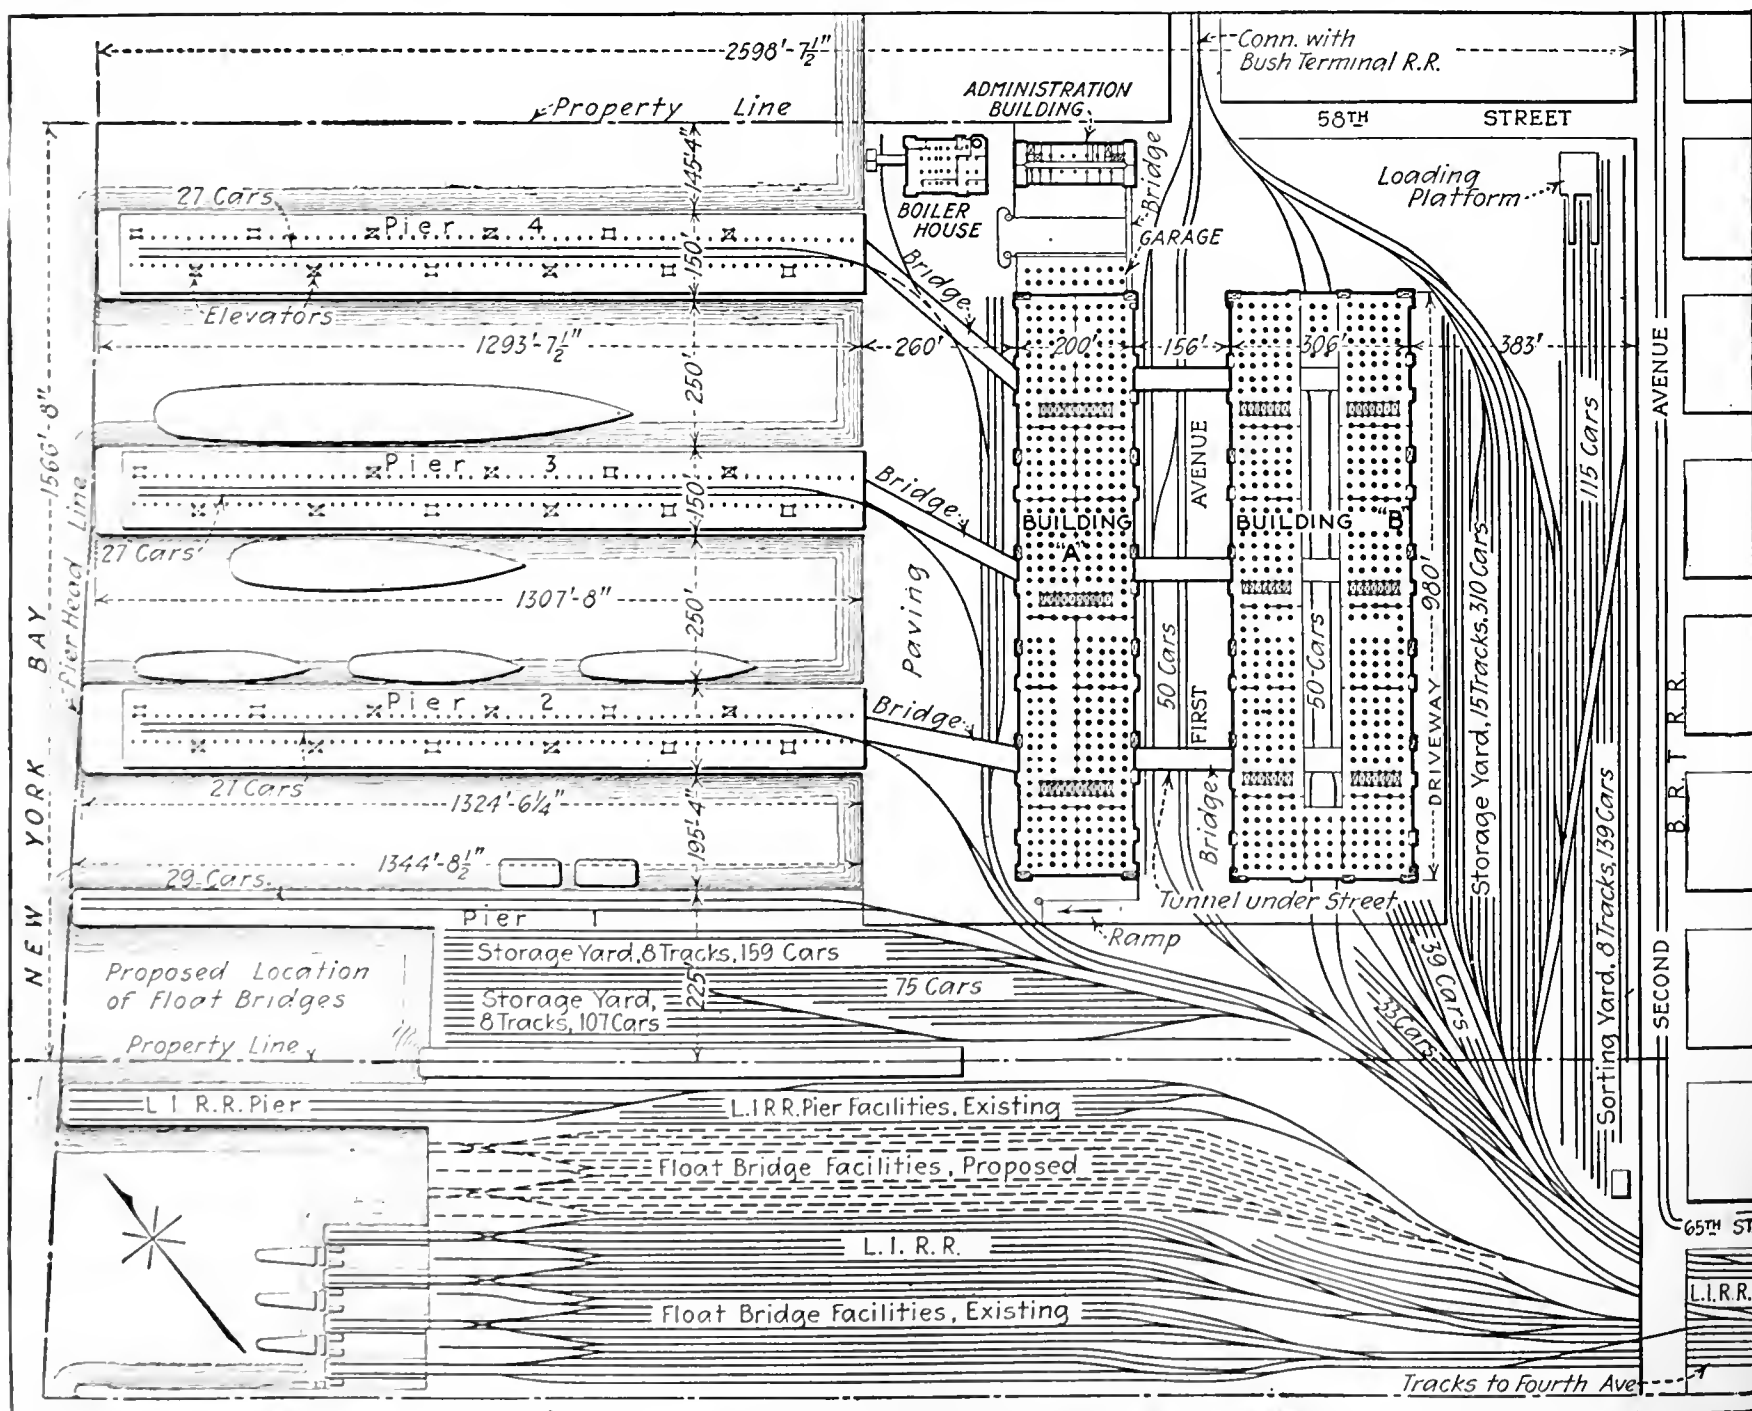 2598'-7½"
Conn. with
Bush Terminal R.R.
Property Line
ADMINISTRATION
BUILDING
58TH STREET
145'-4"
Bridge
27 Cars
Loading
Platform
BOILER
HOUSE
Pier 4
GARAGE
150'
Bridge
Elevators
1293'-7½"
260'
200'
156'
306'
383'
250'
AVENUE
1566'-8"
115 Cars
Pier 3
Bridge
150'
AVENUE
BUILDING
"A"
BUILDING "B"
27 Cars
Pier Head Line
980'
1307'-8"
250'
Paving
50 Cars
50 Cars
Storage Yard, 15 Tracks, 310 Cars
NEW YORK BAY
Pier 2
Bridge
FIRST
DRIVEWAY
B. R. T. R. R.
27 Cars
1324'-6¼"
195'-4"
Bridge
Sorting Yard, 8 Tracks, 139 Cars
1344'-8½"
29 Cars
Tunnel under Street
Pier 1
Ramp
Storage Yard, 8 Tracks, 159 Cars
39 Cars
SECOND
Proposed Location
of Float Bridges
225'
75 Cars
Storage Yard,
8 Tracks, 107 Cars
33 Cars
Property Line
L I R.R. Pier
L.I R R. Pier Facilities, Existing
Float Bridge Facilities, Proposed
65TH ST
L. I. R. R.
L.I.R.R.
Float Bridge Facilities, Existing
Tracks to Fourth Ave